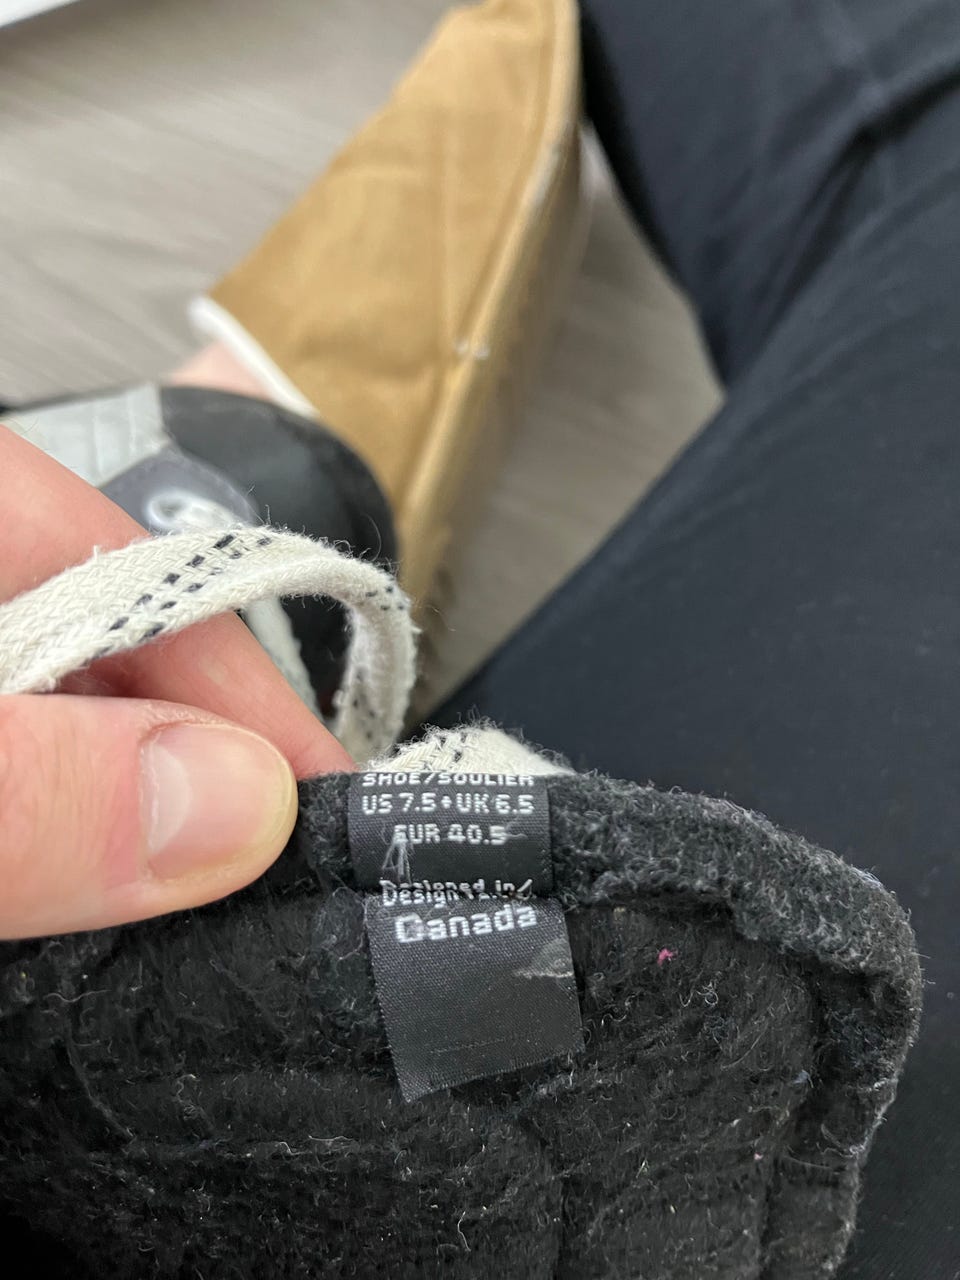 SHOE/SOULIER
US 7.5•UK 6.5
EUR 40.5
Designed in/
Canada